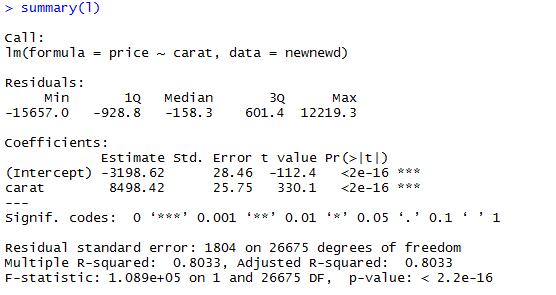 > summary(l)
Call:
lm(formula = price ~ carat, data = newnewd)
Residuals:
     Min       1Q   Median       3Q      Max
-15657.0   -928.8   -158.3    601.4  12219.3
Coefficients:
            Estimate Std. Error t value Pr(>|t|)
(Intercept) -3198.62      28.46  -112.4   <2e-16 ***
carat        8498.42      25.75   330.1   <2e-16 ***
---
Signif. codes:  0 ‘***’ 0.001 ‘**’ 0.01 ‘*’ 0.05 ‘.’ 0.1 ‘ ’ 1
Residual standard error: 1804 on 26675 degrees of freedom
Multiple R-squared:  0.8033, Adjusted R-squared:  0.8033
F-statistic: 1.089e+05 on 1 and 26675 DF,  p-value: < 2.2e-16